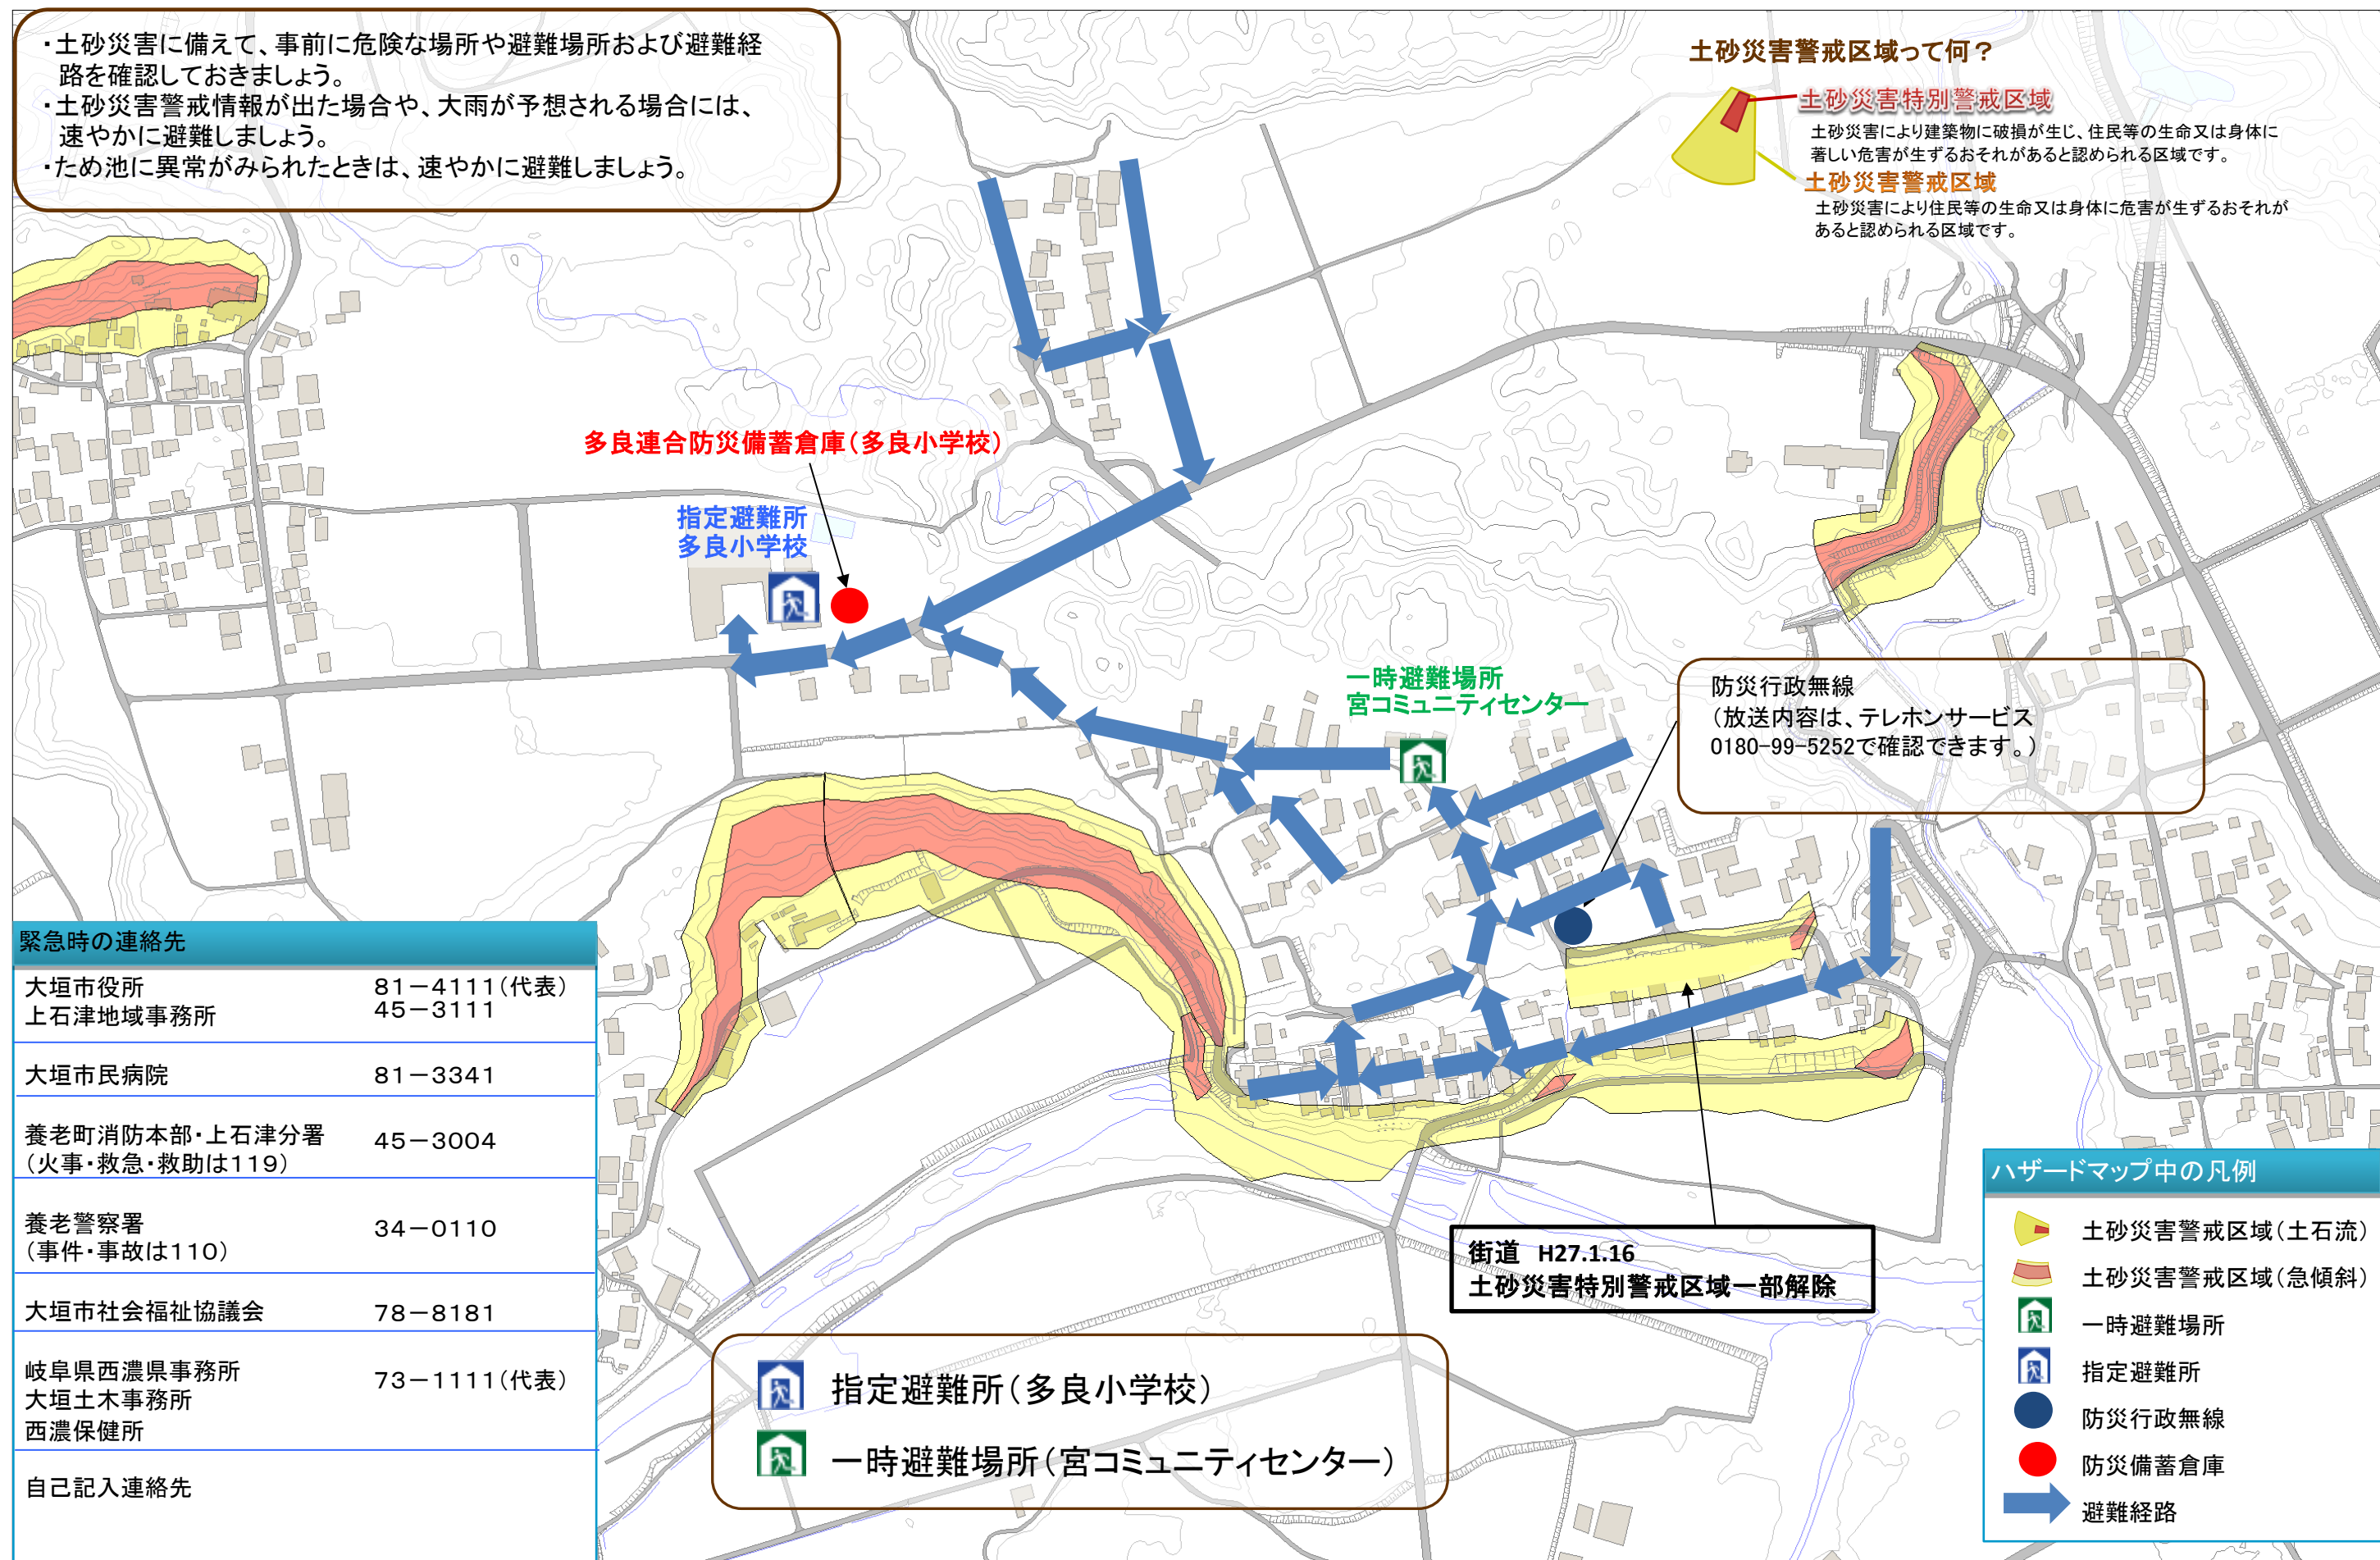 ・土砂災害に備えて、事前に危険な場所や避難場所および避難経
路を確認しておきましょう。
・土砂災害警戒情報が出た場合や、大雨が予想される場合には、
速やかに避難しましょう。
・ため池に異常がみられたときは、速やかに避難しましょう。
土砂災害警戒区域って何？
土砂災害特別警戒区域
土砂災害により建築物に破損が生じ、住民等の生命又は身体に
著しい危害が生ずるおそれがあると認められる区域です。
土砂災害警戒区域
土砂災害により住民等の生命又は身体に危害が生ずるおそれが
あると認められる区域です。
多良連合防災備蓄倉庫（多良小学校）
指定避難所
多良小学校
一時避難場所
宮コミュニティセンター
防災行政無線
（放送内容は、テレホンサービス
0180-99-5252で確認できます。）
街道 H27.1.16
土砂災害特別警戒区域一部解除
緊急時の連絡先
大垣市役所 81－4111（代表）
上石津地域事務所 45－3111
大垣市民病院 81－3341
養老町消防本部・上石津分署 45－3004
（火事・救急・救助は119）
養老警察署 34－0110
（事件・事故は110）
大垣市社会福祉協議会 78－8181
岐阜県西濃県事務所 73－1111（代表）
大垣土木事務所
西濃保健所
自己記入連絡先
指定避難所（多良小学校）
一時避難場所（宮コミュニティセンター）
ハザードマップ中の凡例
土砂災害警戒区域（土石流）
土砂災害警戒区域（急傾斜）
一時避難場所
指定避難所
防災行政無線
防災備蓄倉庫
避難経路